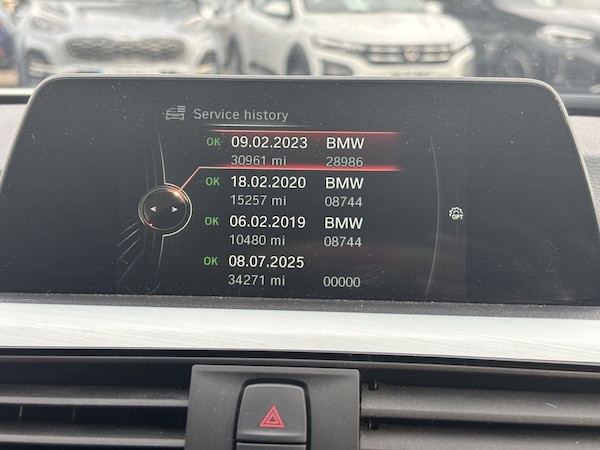 Service history
OK 09.02.2023 BMW
30961 mi 28986
OK 18.02.2020 BMW
15257 mi 08744
OK 06.02.2019 BMW
10480 mi 08744
OK 08.07.2025
34271 mi 00000
OPT